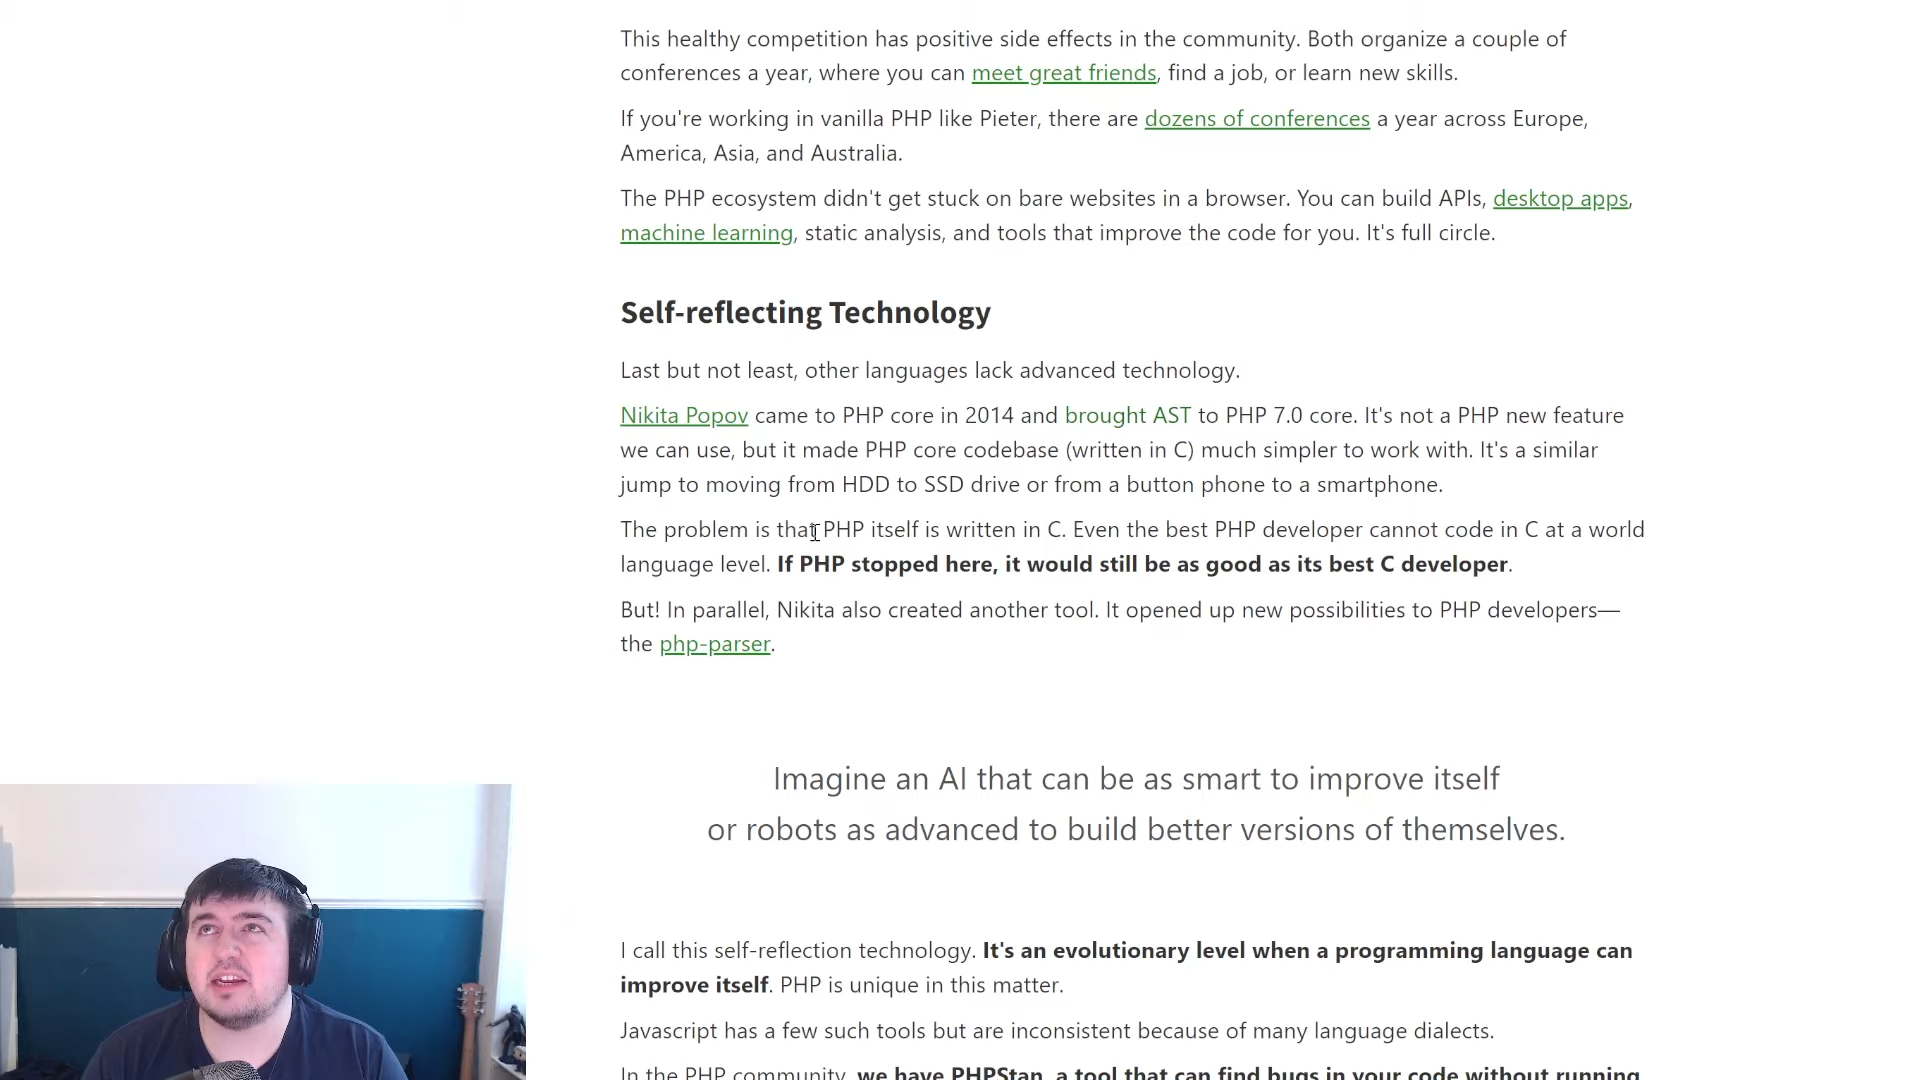 This healthy competition has positive side effects in the community. Both organize a couple of
conferences a year, where you can meet great friends, find a job, or learn new skills.
If you're working in vanilla PHP like Pieter, there are dozens of conferences a year across Europe,
America, Asia, and Australia.
The PHP ecosystem didn't get stuck on bare websites in a browser. You can build APIs, desktop apps,
machine learning, static analysis, and tools that improve the code for you. It's full circle.
Self-reflecting Technology
Last but not least, other languages lack advanced technology.
Nikita Popov came to PHP core in 2014 and brought AST to PHP 7.0 core. It's not a PHP new feature
we can use, but it made PHP core codebase (written in C) much simpler to work with. It's a similar
jump to moving from HDD to SSD drive or from a button phone to a smartphone.
The problem is that PHP itself is written in C. Even the best PHP developer cannot code in C at a world
language level. If PHP stopped here, it would still be as good as its best C developer.
But! In parallel, Nikita also created another tool. It opened up new possibilities to PHP developers—
the php-parser.
Imagine an AI that can be as smart to improve itself
or robots as advanced to build better versions of themselves.
I call this self-reflection technology. It's an evolutionary level when a programming language can
improve itself. PHP is unique in this matter.
Javascript has a few such tools but are inconsistent because of many language dialects.
In the PHP community, we have PHPStan, a tool that can find bugs in your code without running